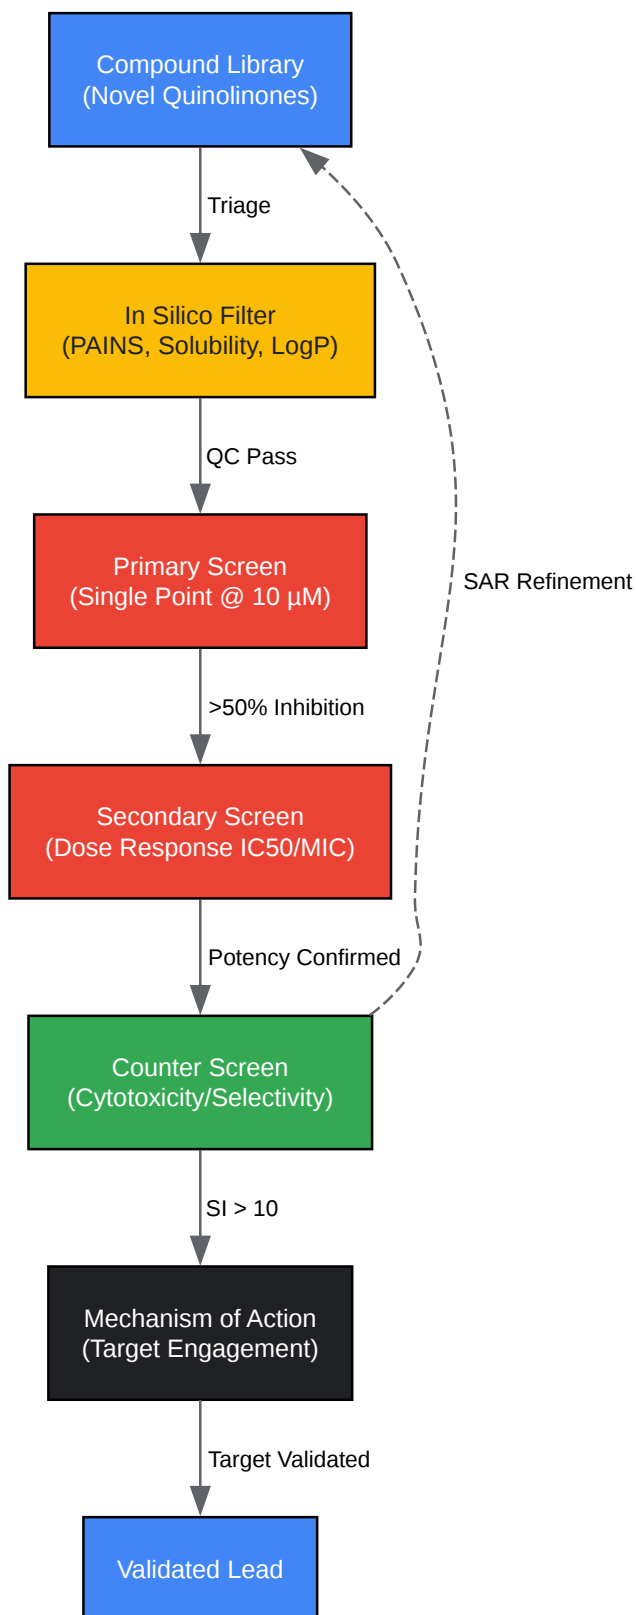 Compound Library
(Novel Quinolinones)
Triage
In Silico Filter
(PAINS, Solubility, LogP)
QC Pass
Primary Screen
(Single Point @ 10 µM)
SAR Refinement
>50% Inhibition
Secondary Screen
(Dose Response IC50/MIC)
Potency Confirmed
Counter Screen
(Cytotoxicity/Selectivity)
SI > 10
Mechanism of Action
(Target Engagement)
Target Validated
Validated Lead